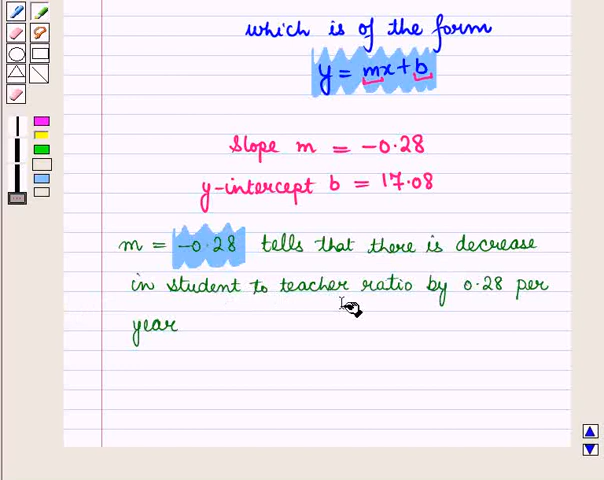 which is of the form
y = mx+b
Slope m = -0.28
y-intercept b = 17.08
m = -0.28 tells that there is decrease
in student to teacher ratio by 0.28 per
year